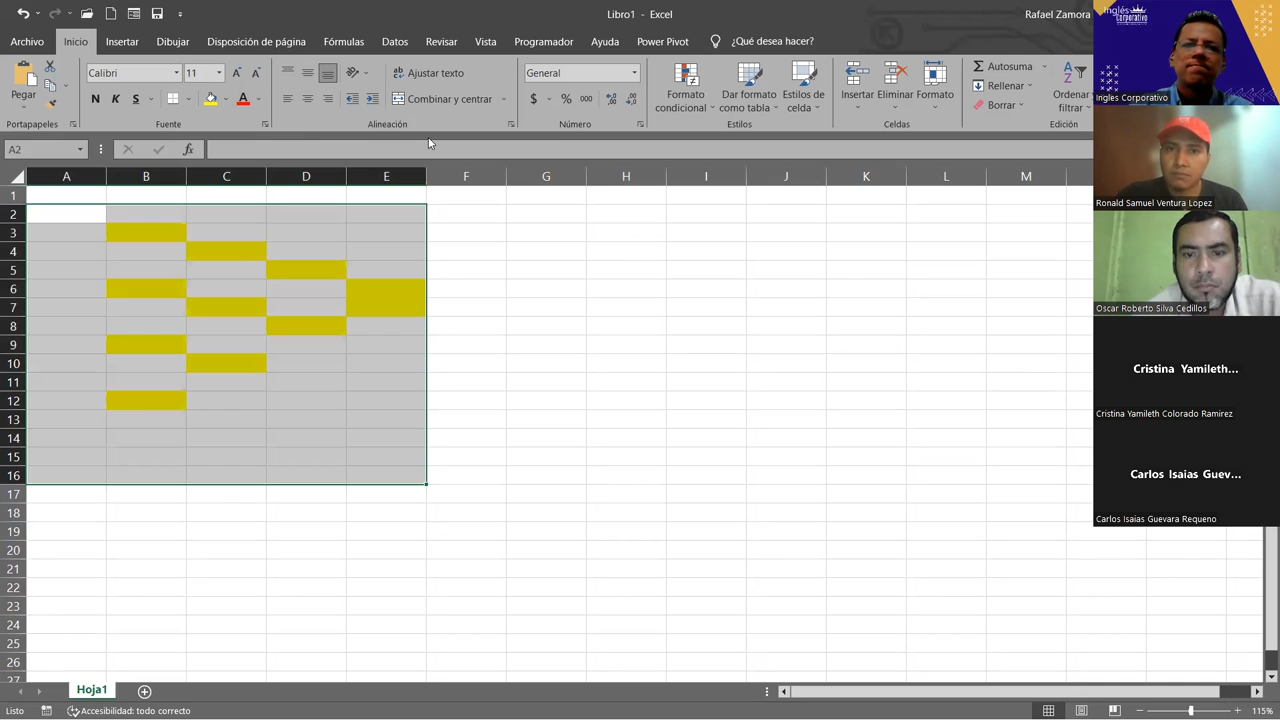 Libro1 - Excel
Rafael Zamora
Archivo
Inicio
Insertar
Dibujar
Disposición de página
Fórmulas
Datos
Revisar
Vista
Programador
Ayuda
Power Pivot
¿Qué desea hacer?
Pegar
Portapapeles
Calibri
11
N K S
Fuente
Ajustar texto
Combinar y centrar
Alineación
General
$ % 000
Número
Formato condicional
Dar formato como tabla
Estilos de celda
Estilos
Insertar
Eliminar
Formato
Celdas
Autosuma
Rellenar
Borrar
Ordenar
filtrar
Edición
A2
fx
A B C D E F G H I J K L M
1
2
3
4
5
6
7
8
9
10
11
12
13
14
15
16
17
18
19
20
21
22
23
24
25
26
27
Hoja1
Listo
Accesibilidad: todo correcto
115%
Inglés
Corporativo
Ingles Corporativo
Ronald Samuel Ventura Lopez
Oscar Roberto Silva Cedillos
Cristina Yamileth...
Cristina Yamileth Colorado Ramirez
Carlos Isaias Guev...
Carlos Isaias Guevara Requeno